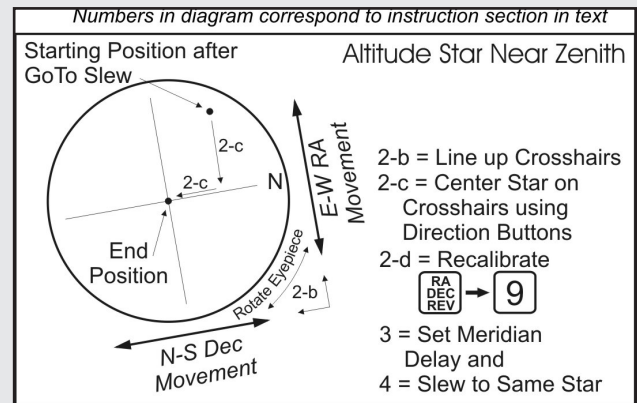 Numbers in diagram correspond to instruction section in text
Starting Position after
GoTo Slew
Altitude Star Near Zenith
2-c
2-c
N
E-W RA
Movement
End
Position
Rotate Eyepiece
2-b
N-S Dec
Movement
2-b = Line up Crosshairs
2-c = Center Star on
Crosshairs using
Direction Buttons
2-d = Recalibrate
RA
DEC
REV
9
3 = Set Meridian
Delay and
4 = Slew to Same Star